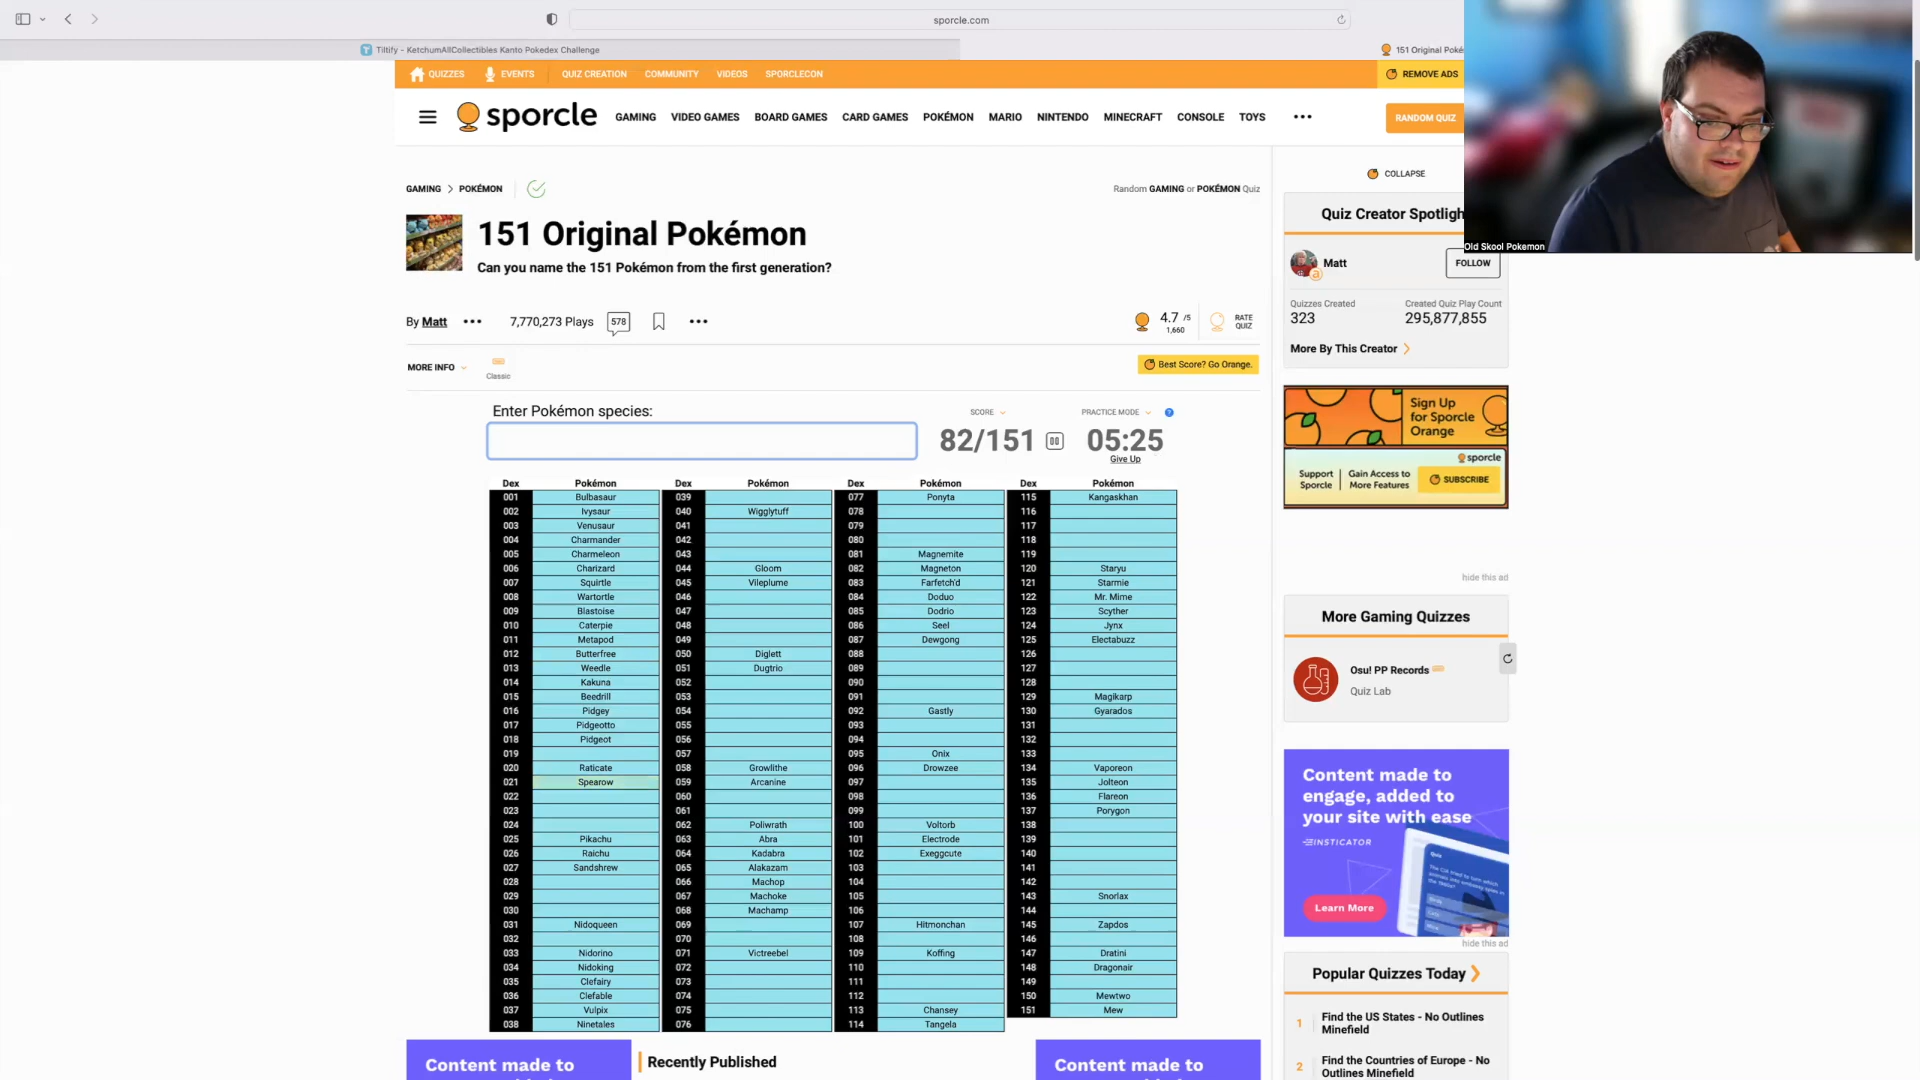 sporcle.com
Tiltify - KetchumAllCollectibles Kanto Pokedex Challenge
151 Original Poké
QUIZZES EVENTS QUIZ CREATION COMMUNITY VIDEOS SPORCLECON
REMOVE ADS
sporcle GAMING VIDEO GAMES BOARD GAMES CARD GAMES POKÉMON MARIO NINTENDO MINECRAFT CONSOLE TOYS •••
RANDOM QUIZ
Old Skool Pokemon
GAMING > POKÉMON
Random GAMING or POKÉMON Quiz
151 Original Pokémon
Can you name the 151 Pokémon from the first generation?
By Matt ••• 7,770,273 Plays 578 •••
4.7 /5
1,660
RATE
QUIZ
MORE INFO
Classic
Best Score? Go Orange.
Enter Pokémon species:
SCORE
82/151
PRACTICE MODE ?
05:25
Give Up
Dex Pokémon Dex Pokémon Dex Pokémon Dex Pokémon
001 Bulbasaur 039 077 Ponyta 115 Kangaskhan
002 Ivysaur 040 Wigglytuff 078 116
003 Venusaur 041 079 117
004 Charmander 042 080 118
005 Charmeleon 043 081 Magnemite 119
006 Charizard 044 Gloom 082 Magneton 120 Staryu
007 Squirtle 045 Vileplume 083 Farfetch'd 121 Starmie
008 Wartortle 046 084 Doduo 122 Mr. Mime
009 Blastoise 047 085 Dodrio 123 Scyther
010 Caterpie 048 086 Seel 124 Jynx
011 Metapod 049 087 Dewgong 125 Electabuzz
012 Butterfree 050 Diglett 088 126
013 Weedle 051 Dugtrio 089 127
014 Kakuna 052 090 128
015 Beedrill 053 091 129 Magikarp
016 Pidgey 054 092 Gastly 130 Gyarados
017 Pidgeotto 055 093 131
018 Pidgeot 056 094 132
019 057 095 Onix 133
020 Raticate 058 Growlithe 096 Drowzee 134 Vaporeon
021 Spearow 059 Arcanine 097 135 Jolteon
022 060 098 136 Flareon
023 061 099 137 Porygon
024 062 Poliwrath 100 Voltorb 138
025 Pikachu 063 Abra 101 Electrode 139
026 Raichu 064 Kadabra 102 Exeggcute 140
027 Sandshrew 065 Alakazam 103 141
028 066 Machop 104 142
029 067 Machoke 105 143 Snorlax
030 068 Machamp 106 144
031 Nidoqueen 069 107 Hitmonchan 145 Zapdos
032 070 108 146
033 Nidorino 071 Victreebel 109 Koffing 147 Dratini
034 Nidoking 072 110 148 Dragonair
035 Clefairy 073 111 149
036 Clefable 074 112 150 Mewtwo
037 Vulpix 075 113 Chansey 151 Mew
038 Ninetales 076 114 Tangela
Content made to
Recently Published
Content made to
COLLAPSE
Quiz Creator Spotligh
Matt
FOLLOW
Quizzes Created Created Quiz Play Count
323 295,877,855
More By This Creator >
Sign Up
for Sporcle
Orange
sporcle
Support
Sporcle
Gain Access to
More Features
SUBSCRIBE
hide this ad
More Gaming Quizzes
Osu! PP Records
Quiz Lab
Content made to
engage, added to
your site with ease
INSTICATOR
Learn More
hide this ad
Popular Quizzes Today >
1 Find the US States - No Outlines
Minefield
2 Find the Countries of Europe - No
Outlines Minefield